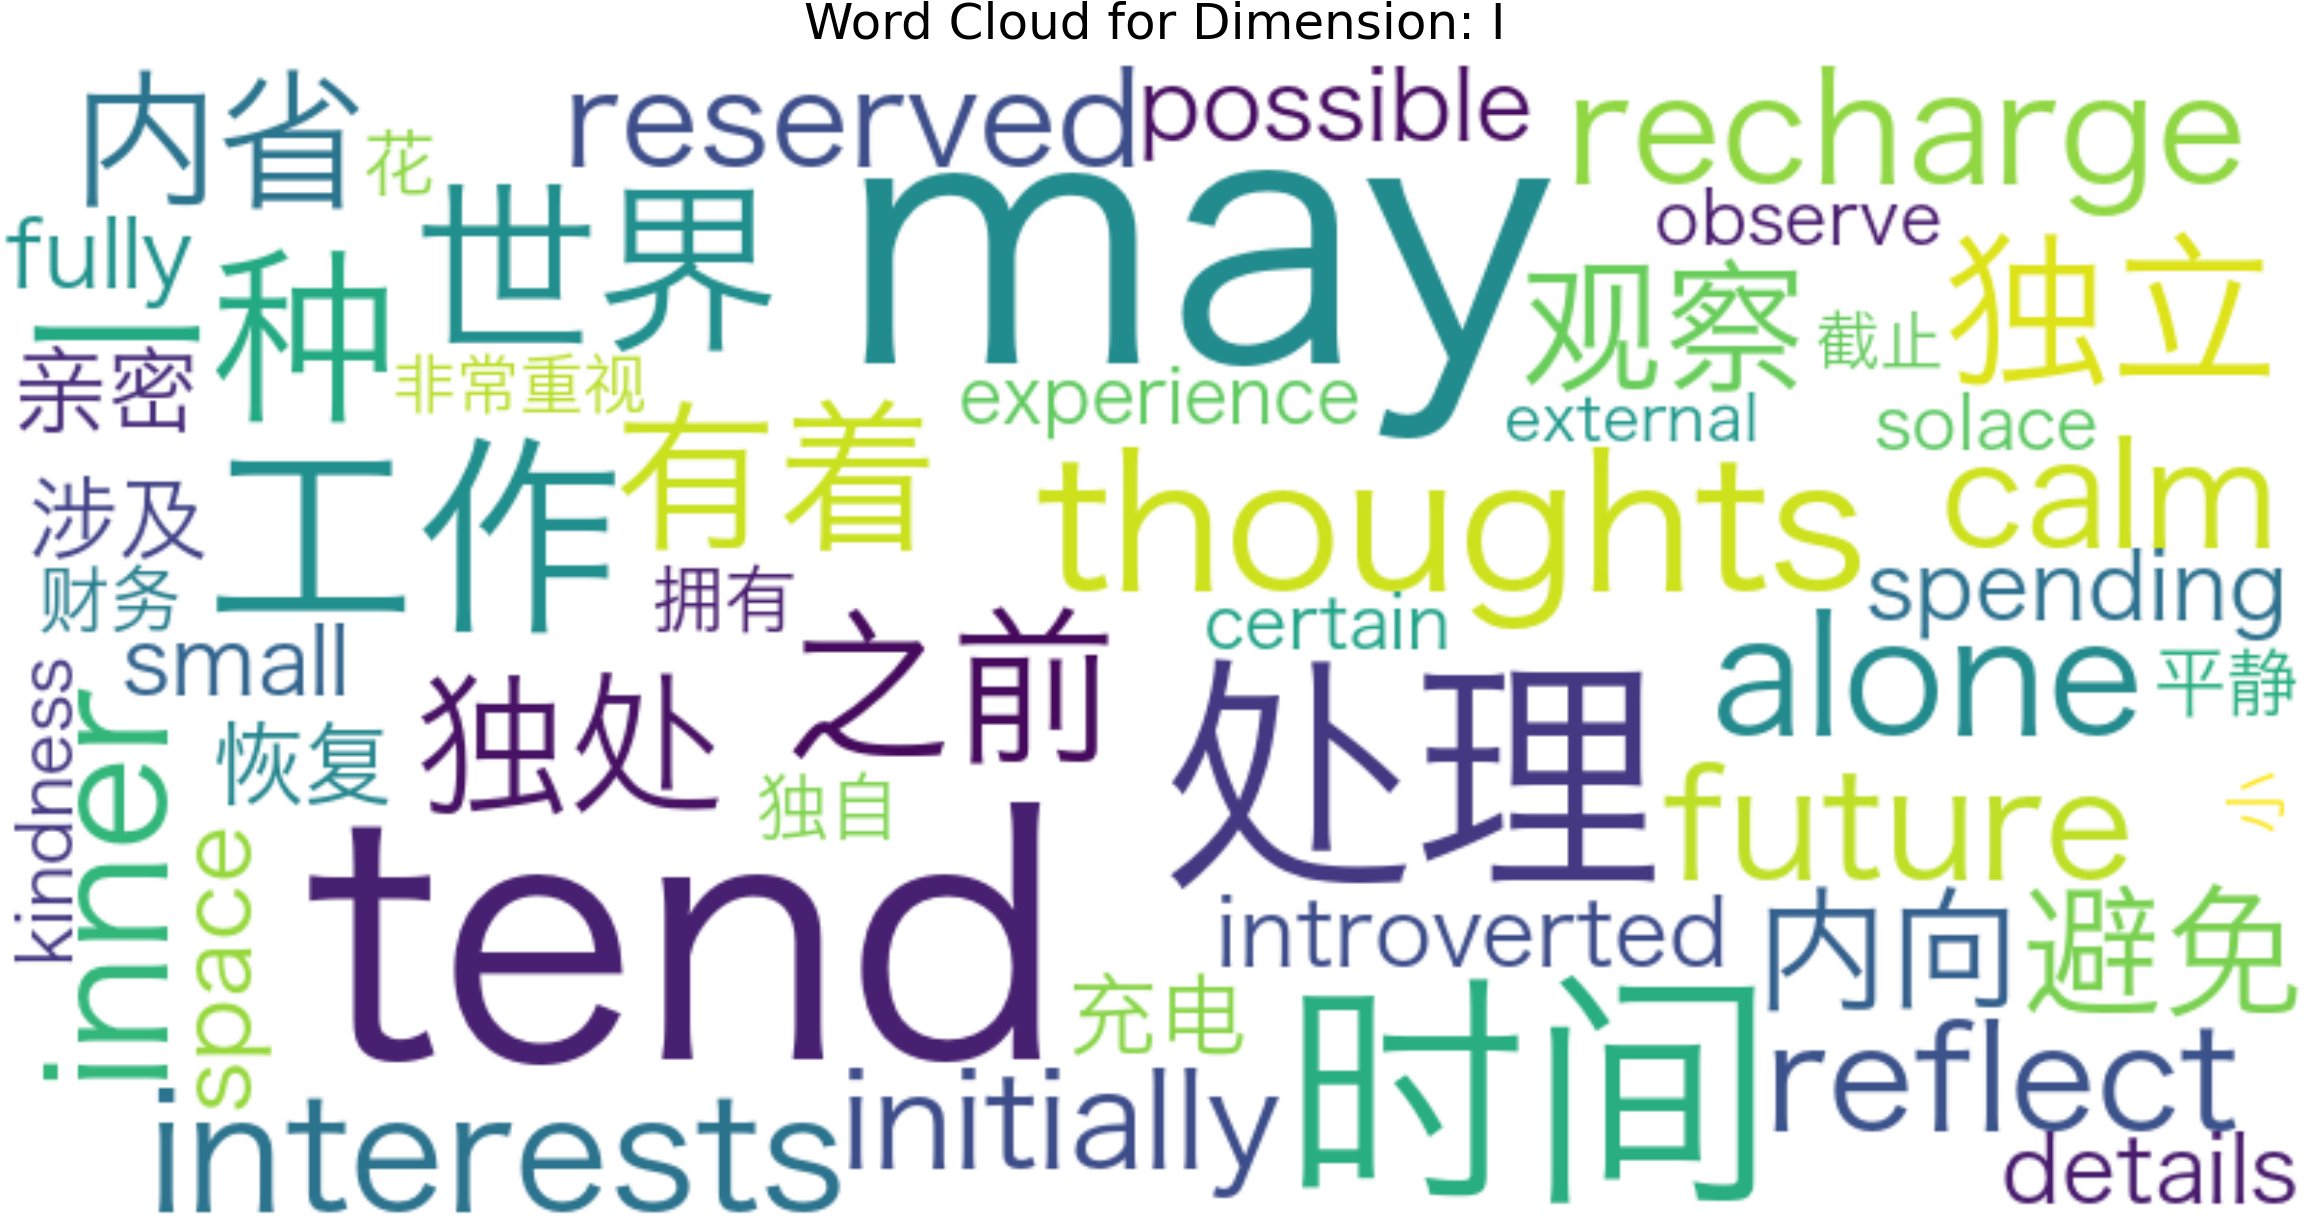 Word Cloud for Dimension: I
内省
花
reserved
possible
recharge
observe
fully
一种
世界
may
观察
截止
独立
亲密
非常重视
experience
external
solace
涉及
工作
有着
thoughts
calm
财务
拥有
certain
spending
small
之前
alone
平静
kindness
inner
恢复
独处
独自
处理
future
小
space
tend
introverted
内向
避免
充电
时间
reflect
interests
initially
details